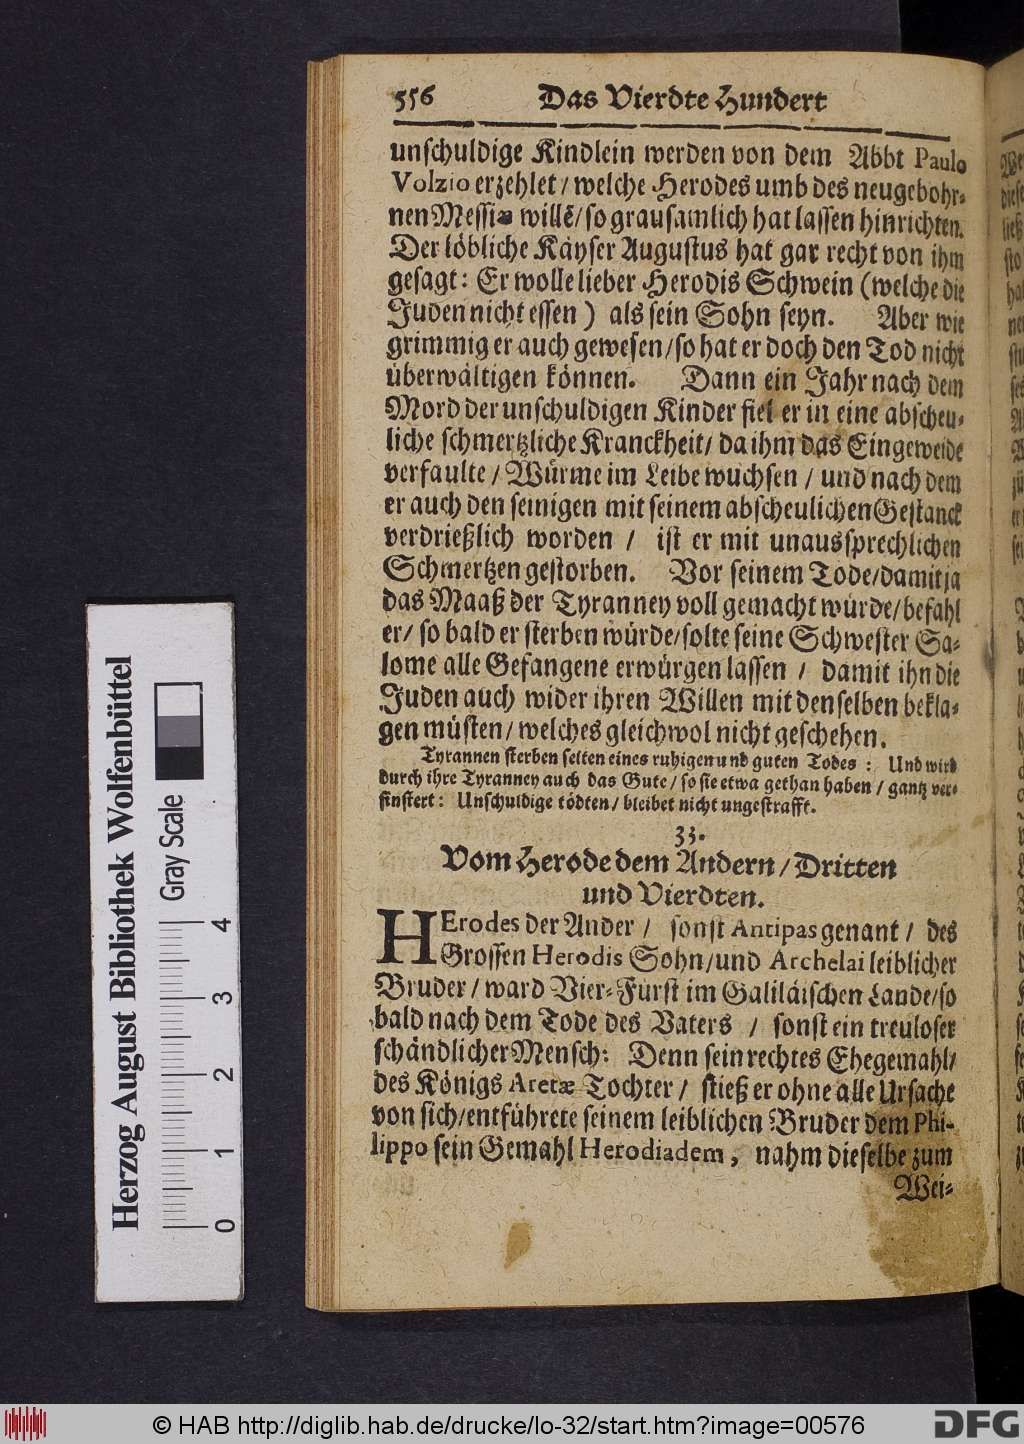 556 Das Vierdte Hundert
unschuldige Kindlein werden von dem Abbt Paulo
Volzio erzehlet / welche Herodes umb des neugebohr-
nen Messiæ willē / so grausamlich hat lassen hinrichten.
Der löbliche Käyser Augustus hat gar recht von ihm
gesagt: Er wolle lieber Herodis Schwein (welche die
Juden nicht essen) als sein Sohn seyn. Aber wie
grimmig er auch gewesen / so hat er doch den Tod nicht
überwältigen können. Dann ein Jahr nach dem
Mord der unschuldigen Kinder fiel er in eine abscheu-
liche schmertzliche Kranckheit / da ihm das Eingeweide
verfaulte / Würme im Leibe wuchsen / und nach dem
er auch den seinigen mit seinem abscheulichen Gestanck
verdrießlich worden / ist er mit unaussprechlichen
Schmertzen gestorben. Vor seinem Tode / damit ja
das Maaß der Tyranney voll gemacht würde / befahl
er / so bald er sterben würde / solte seine Schwester Sa-
lome alle Gefangene erwürgen lassen / damit ihn die
Juden auch wider ihren Willen mit denselben bekla-
gen müsten / welches gleichwol nicht geschehen.
Tyrannen sterben selten eines ruhigen und guten Todes: Und wird
durch ihre Tyranney auch das Gute / so sie etwa gethan haben / gantz ver-
finstert: Unschuldige tödten / bleibet nicht ungestrafft.
33.
Vom Herode dem Andern / Dritten
und Vierdten.
HErodes der Ander / sonst Antipas genant / des
Grossen Herodis Sohn / und Archelai leiblicher
Bruder / ward Vier-Fürst im Galiläischen Lande / so
bald nach dem Tode des Vaters / sonst ein treuloser
schändlicher Mensch: Denn sein rechtes Ehegemahl /
des Königs Aretæ Tochter / stieß er ohne alle Ursache
von sich / entführete seinem leiblichen Bruder dem Phi-
lippo sein Gemahl Herodiadem, nahm dieselbe zum
Wei-
Herzog August Bibliothek Wolfenbüttel
Gray Scale
0 1 2 3 4
© HAB http://diglib.hab.de/drucke/lo-32/start.htm?image=00576
DFG